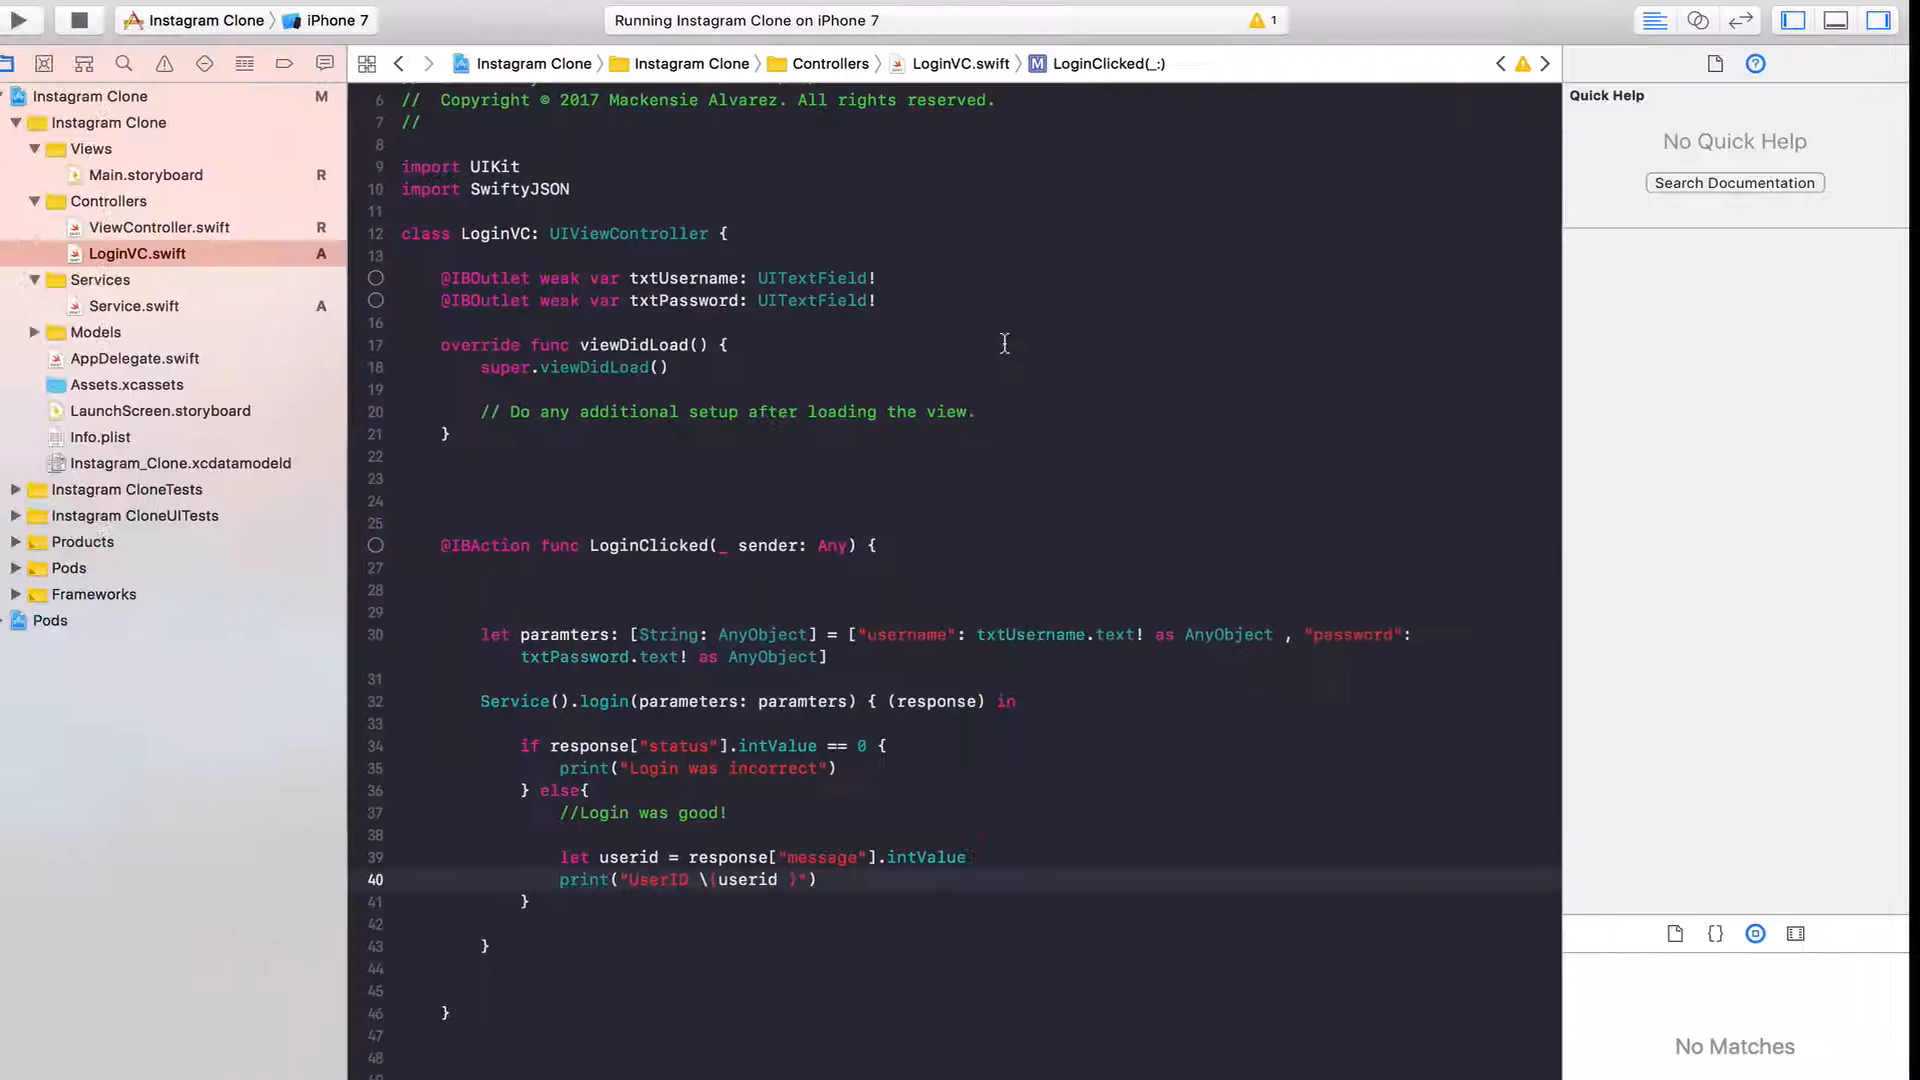 Instagram Clone
iPhone 7
Running Instagram Clone on iPhone 7
1
Instagram Clone
Instagram Clone
Controllers
LoginVC.swift
LoginClicked(_:)
Instagram Clone M
Instagram Clone
Views
Main.storyboard R
Controllers
ViewController.swift R
LoginVC.swift A
Services
Service.swift A
Models
AppDelegate.swift
Assets.xcassets
LaunchScreen.storyboard
Info.plist
Instagram_Clone.xcdatamodeld
Instagram CloneTests
Instagram CloneUITests
Products
Pods
Frameworks
Pods
6 //  Copyright © 2017 Mackensie Alvarez. All rights reserved.
7 //
8
9 import UIKit
10 import SwiftyJSON
11
12 class LoginVC: UIViewController {
13
@IBOutlet weak var txtUsername: UITextField!
@IBOutlet weak var txtPassword: UITextField!
16
17 override func viewDidLoad() {
18 super.viewDidLoad()
19
20 // Do any additional setup after loading the view.
21 }
22
23
24
25
@IBAction func LoginClicked(_ sender: Any) {
27
28
29
30 let paramters: [String: AnyObject] = ["username": txtUsername.text! as AnyObject , "password":
txtPassword.text! as AnyObject]
31
32 Service().login(parameters: paramters) { (response) in
33
34 if response["status"].intValue == 0 {
35 print("Login was incorrect")
36 } else{
37 //Login was good!
38
39 let userid = response["message"].intValue
40 print("UserID \(userid )")
41 }
42
43 }
44
45
46 }
47
48
Quick Help
No Quick Help
Search Documentation
{}
No Matches